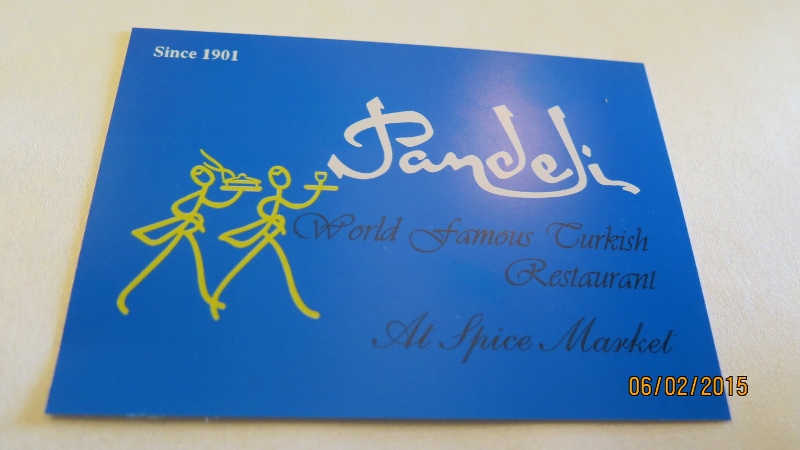 Since 1901
Pandeli
World Famous Turkish
Restaurant
At Spice Market
06/02/2015